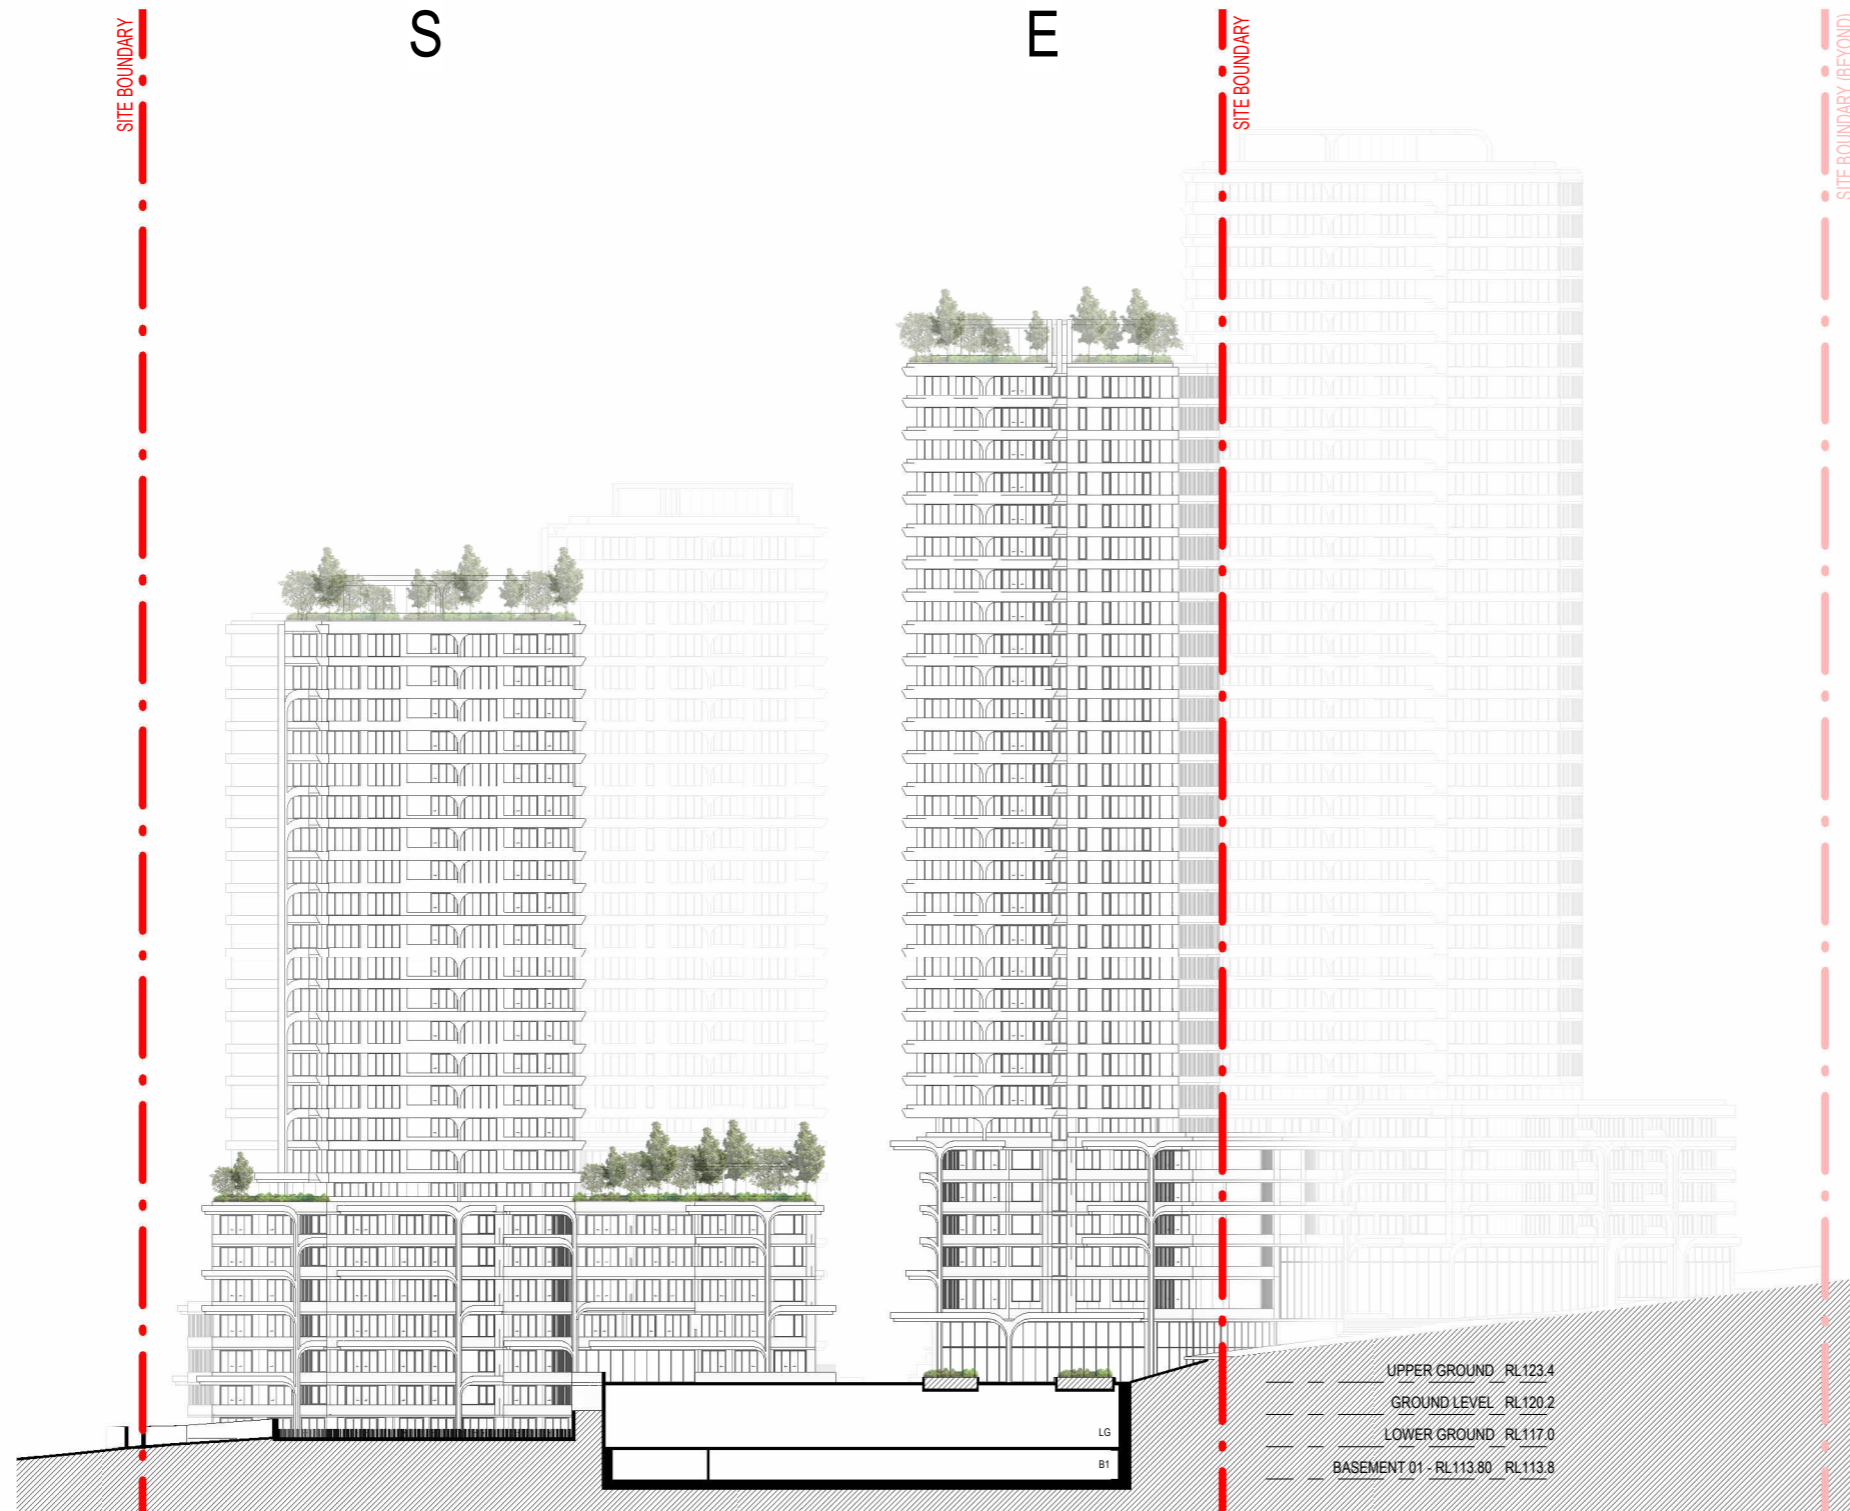 S
E
SITE BOUNDARY
SITE BOUNDARY
SITE BOUNDARY (BEYOND)
UPPER GROUND RL123.4
GROUND LEVEL RL120.2
LOWER GROUND RL117.0
BASEMENT 01 - RL113.80 RL113.8
LG
B1